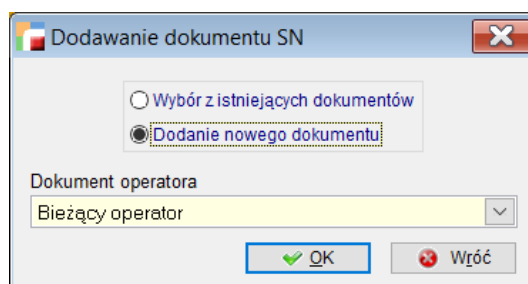 Dodawanie dokumentu SN
Wybór z istniejących dokumentów
Dodanie nowego dokumentu
Dokument operatora
Bieżący operator
OK
Wróć